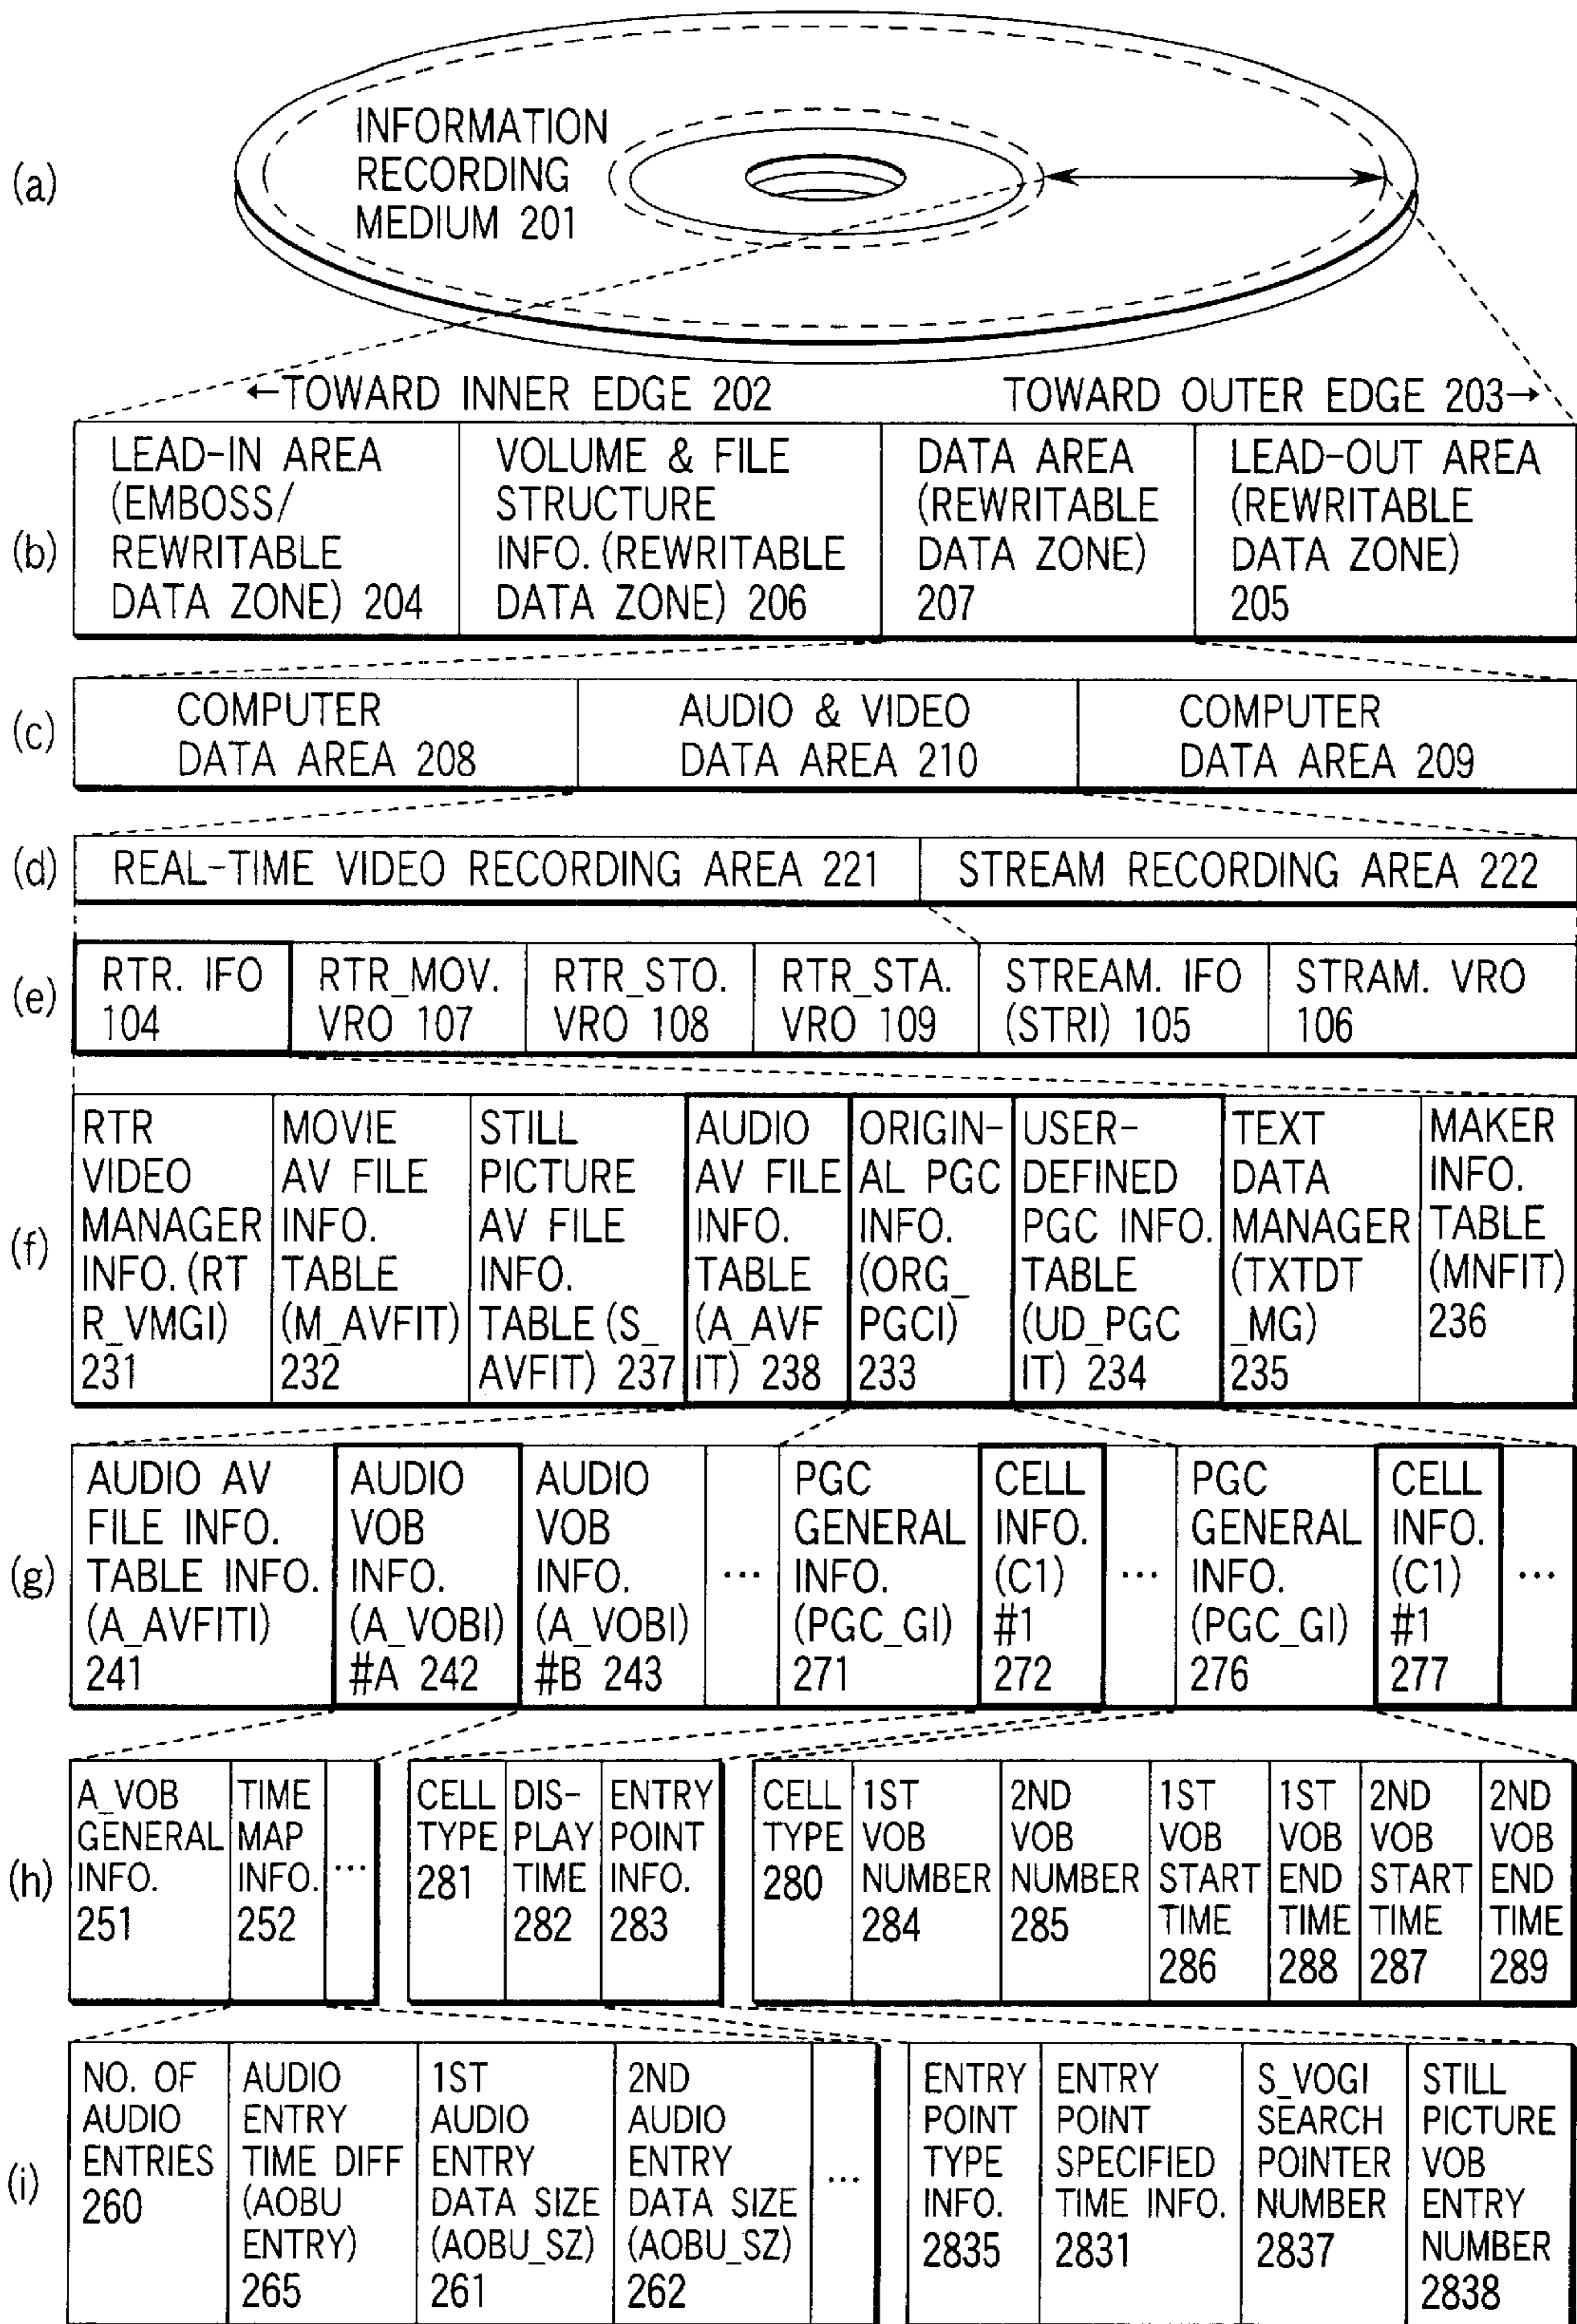 (a)
INFORMATION
RECORDING
MEDIUM 201
←TOWARD INNER EDGE 202
TOWARD OUTER EDGE 203→
(b)
LEAD-IN AREA
(EMBOSS/
REWRITABLE
DATA ZONE) 204
VOLUME & FILE
STRUCTURE
INFO. (REWRITABLE
DATA ZONE) 206
DATA AREA
(REWRITABLE
DATA ZONE)
207
LEAD-OUT AREA
(REWRITABLE
DATA ZONE)
205
(c)
COMPUTER
DATA AREA 208
AUDIO & VIDEO
DATA AREA 210
COMPUTER
DATA AREA 209
(d)
REAL-TIME VIDEO RECORDING AREA 221
STREAM RECORDING AREA 222
(e)
RTR. IFO
104
RTR_MOV.
VRO 107
RTR_STO.
VRO 108
RTR_STA.
VRO 109
STREAM. IFO
(STRI) 105
STRAM. VRO
106
(f)
RTR
VIDEO
MANAGER
INFO. (RT
R_VMGI)
231
MOVIE
AV FILE
INFO.
TABLE
(M_AVFIT)
232
STILL
PICTURE
AV FILE
INFO.
TABLE (S_
AVFIT) 237
AUDIO
AV FILE
INFO.
TABLE
(A_AVF
IT) 238
ORIGIN-
AL PGC
INFO.
(ORG_
PGCI)
233
USER-
DEFINED
PGC INFO.
TABLE
(UD_PGC
IT) 234
TEXT
DATA
MANAGER
(TXTDT
_MG)
235
MAKER
INFO.
TABLE
(MNFIT)
236
(g)
AUDIO AV
FILE INFO.
TABLE INFO.
(A_AVFITI)
241
AUDIO
VOB
INFO.
(A_VOBI)
#A 242
AUDIO
VOB
INFO.
(A_VOBI)
#B 243
...
PGC
GENERAL
INFO.
(PGC_GI)
271
CELL
INFO.
(C1)
#1
272
...
PGC
GENERAL
INFO.
(PGC_GI)
276
CELL
INFO.
(C1)
#1
277
...
(h)
A_VOB
GENERAL
INFO.
251
TIME
MAP
INFO.
252
...
CELL
TYPE
281
DIS-
PLAY
TIME
282
ENTRY
POINT
INFO.
283
CELL
TYPE
280
1ST
VOB
NUMBER
284
2ND
VOB
NUMBER
285
1ST
VOB
START
TIME
286
1ST
VOB
END
TIME
288
2ND
VOB
START
TIME
287
2ND
VOB
END
TIME
289
(i)
NO. OF
AUDIO
ENTRIES
260
AUDIO
ENTRY
TIME DIFF
(AOBU
ENTRY)
265
1ST
AUDIO
ENTRY
DATA SIZE
(AOBU_SZ)
261
2ND
AUDIO
ENTRY
DATA SIZE
(AOBU_SZ)
262
...
ENTRY
POINT
TYPE
INFO.
2835
ENTRY
POINT
SPECIFIED
TIME INFO.
2831
S_VOGI
SEARCH
POINTER
NUMBER
2837
STILL
PICTURE
VOB
ENTRY
NUMBER
2838